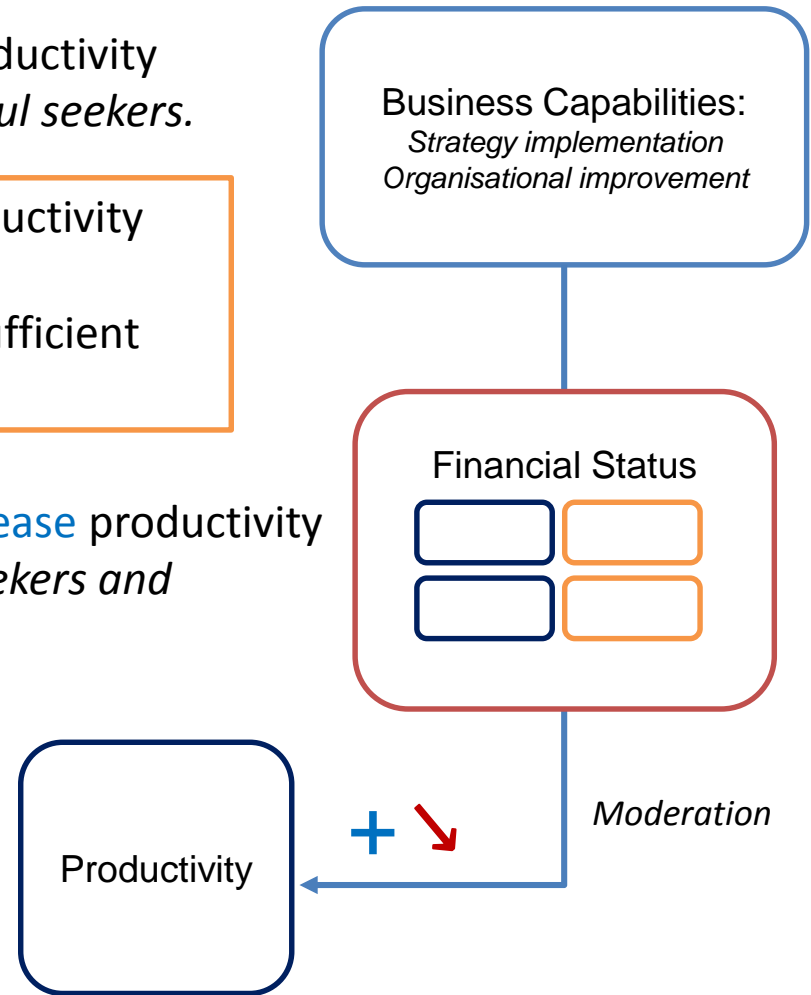 ductivity
ul seekers.
uctivity
fficient
ease productivity
ekers and
Business Capabilities:
Strategy implementation
Organisational improvement
Financial Status
Moderation
+ ↘
Productivity